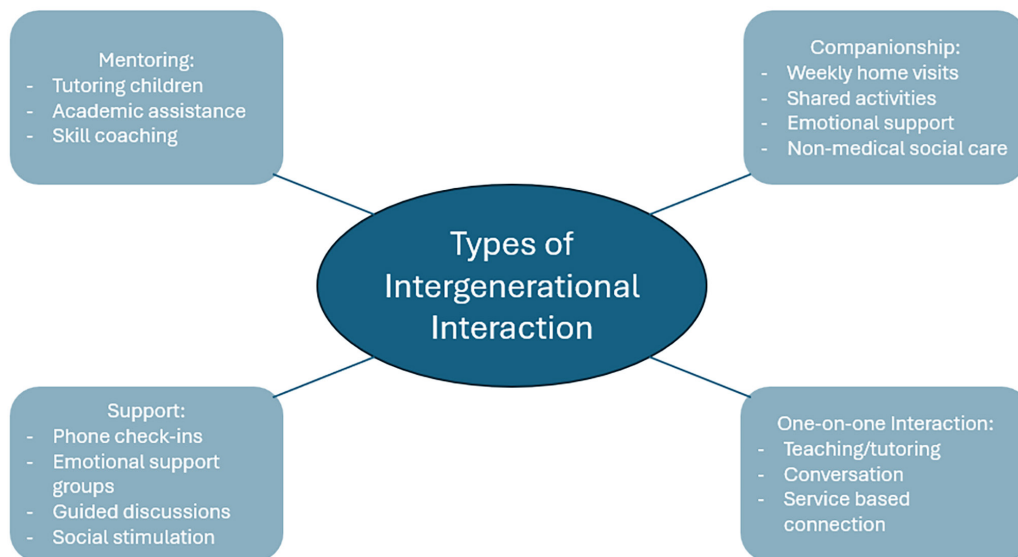 Mentoring:
- Tutoring children
- Academic assistance
- Skill coaching
Companionship:
- Weekly home visits
- Shared activities
- Emotional support
- Non-medical social care
Types of
Intergenerational
Interaction
Support:
- Phone check-ins
- Emotional support
groups
- Guided discussions
- Social stimulation
One-on-one Interaction:
- Teaching/tutoring
- Conversation
- Service based
connection